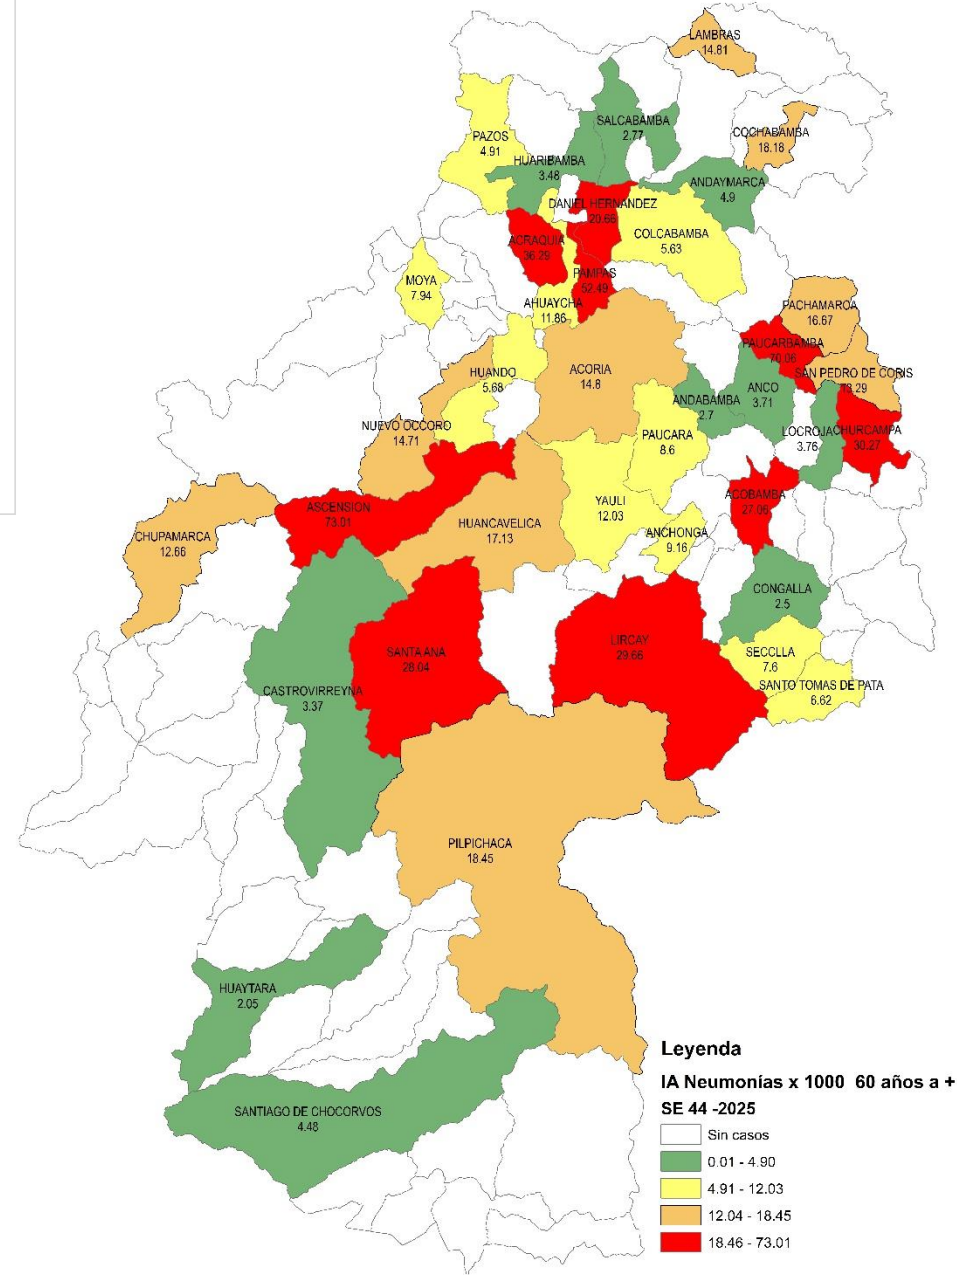 LAMBRAS
14.81
SALCABAMBA
2.77
COCHABAMBA
18.18
PAZOS
4.91
HUARIBAMBA
3.48
ANDAYMARCA
4.9
DANIEL HERNANDEZ
20.66
COLCABAMBA
5.63
ACRAQUIA
36.29
PAMPAS
52.49
MOYA
7.94
AHUAYCHA
11.86
PACHAMARCA
16.67
PAUCARBAMBA
70.06
SAN PEDRO DE CORIS
13.29
HUANDO
5.68
ACORIA
14.8
ANDABAMBA
2.7
ANCO
3.71
NUEVO OCCORO
14.71
PAUCARA
8.6
LOCROJA
3.76
CHURCAMPA
30.27
ASCENSION
73.01
HUANCAVELICA
17.13
YAULI
12.03
ACOBAMBA
27.06
CHUPAMARCA
12.66
ANCHONGA
9.16
CONGALLA
2.5
SANTA ANA
28.04
LIRCAY
29.66
SECCLLA
7.6
CASTROVIRREYNA
3.37
SANTO TOMAS DE PATA
6.62
PILPICHACA
18.45
HUAYTARA
2.05
SANTIAGO DE CHOCORVOS
4.48
Leyenda
IA Neumonías x 1000 60 años a +
SE 44 -2025
Sin casos
0.01 - 4.90
4.91 - 12.03
12.04 - 18.45
18.46 - 73.01